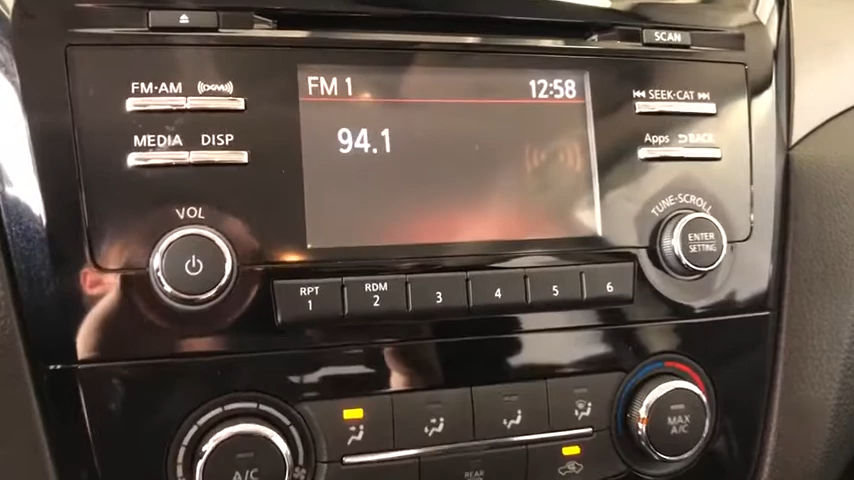 SCAN
FM·AM
FM 1
12:58
SEEK·CAT
MEDIA
DISP
94.1
Apps
BACK
VOL
TUNE·SCROLL
ENTER
SETTING
RPT
1
RDM
2
3
4
5
6
MAX
A/C
A/C
REAR